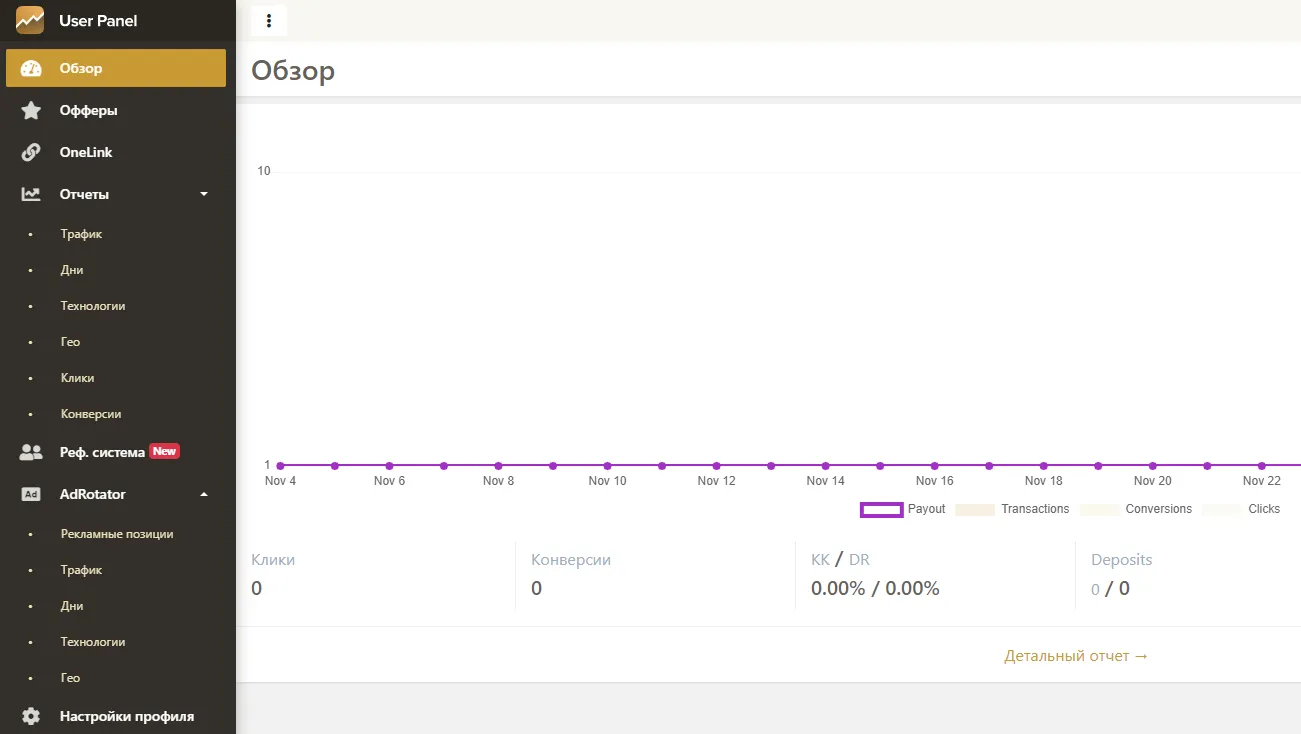 User Panel
Обзор
Офферы
OneLink
Отчеты
Трафик
Дни
Технологии
Гео
Клики
Конверсии
Реф. система New
Ad AdRotator
Рекламные позиции
Трафик
Дни
Технологии
Гео
Настройки профиля
Обзор
10
1
Nov 4 Nov 6 Nov 8 Nov 10 Nov 12 Nov 14 Nov 16 Nov 18 Nov 20 Nov 22
Payout Transactions Conversions Clicks
Клики Конверсии КК / DR Deposits
0 0 0.00% / 0.00% 0 / 0
Детальный отчет →